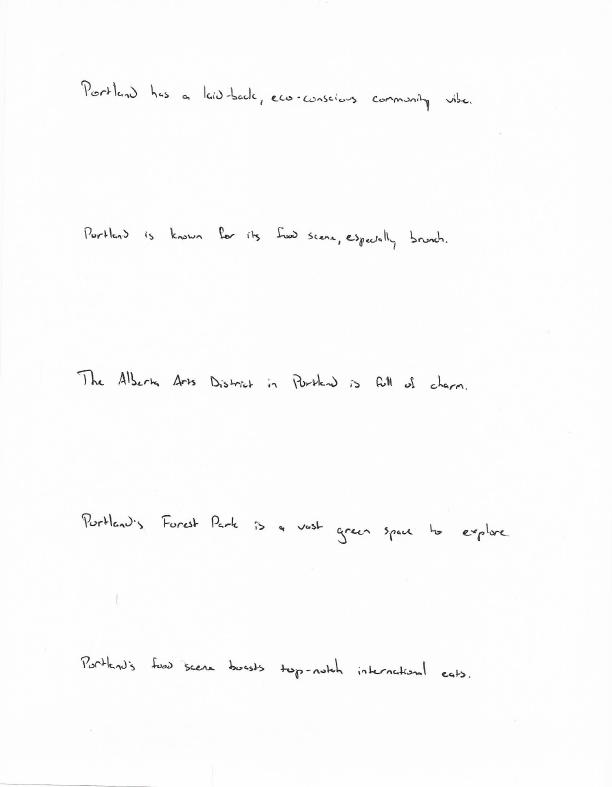 Portland has a laid-back, eco-conscious community vibe.
Portland is known for its food scene, especially brunch.
The Alberta Arts District in Portland is full of charm.
Portland's Forest Park is a vast green space to explore
Portland's food scene boasts top-notch international eats.